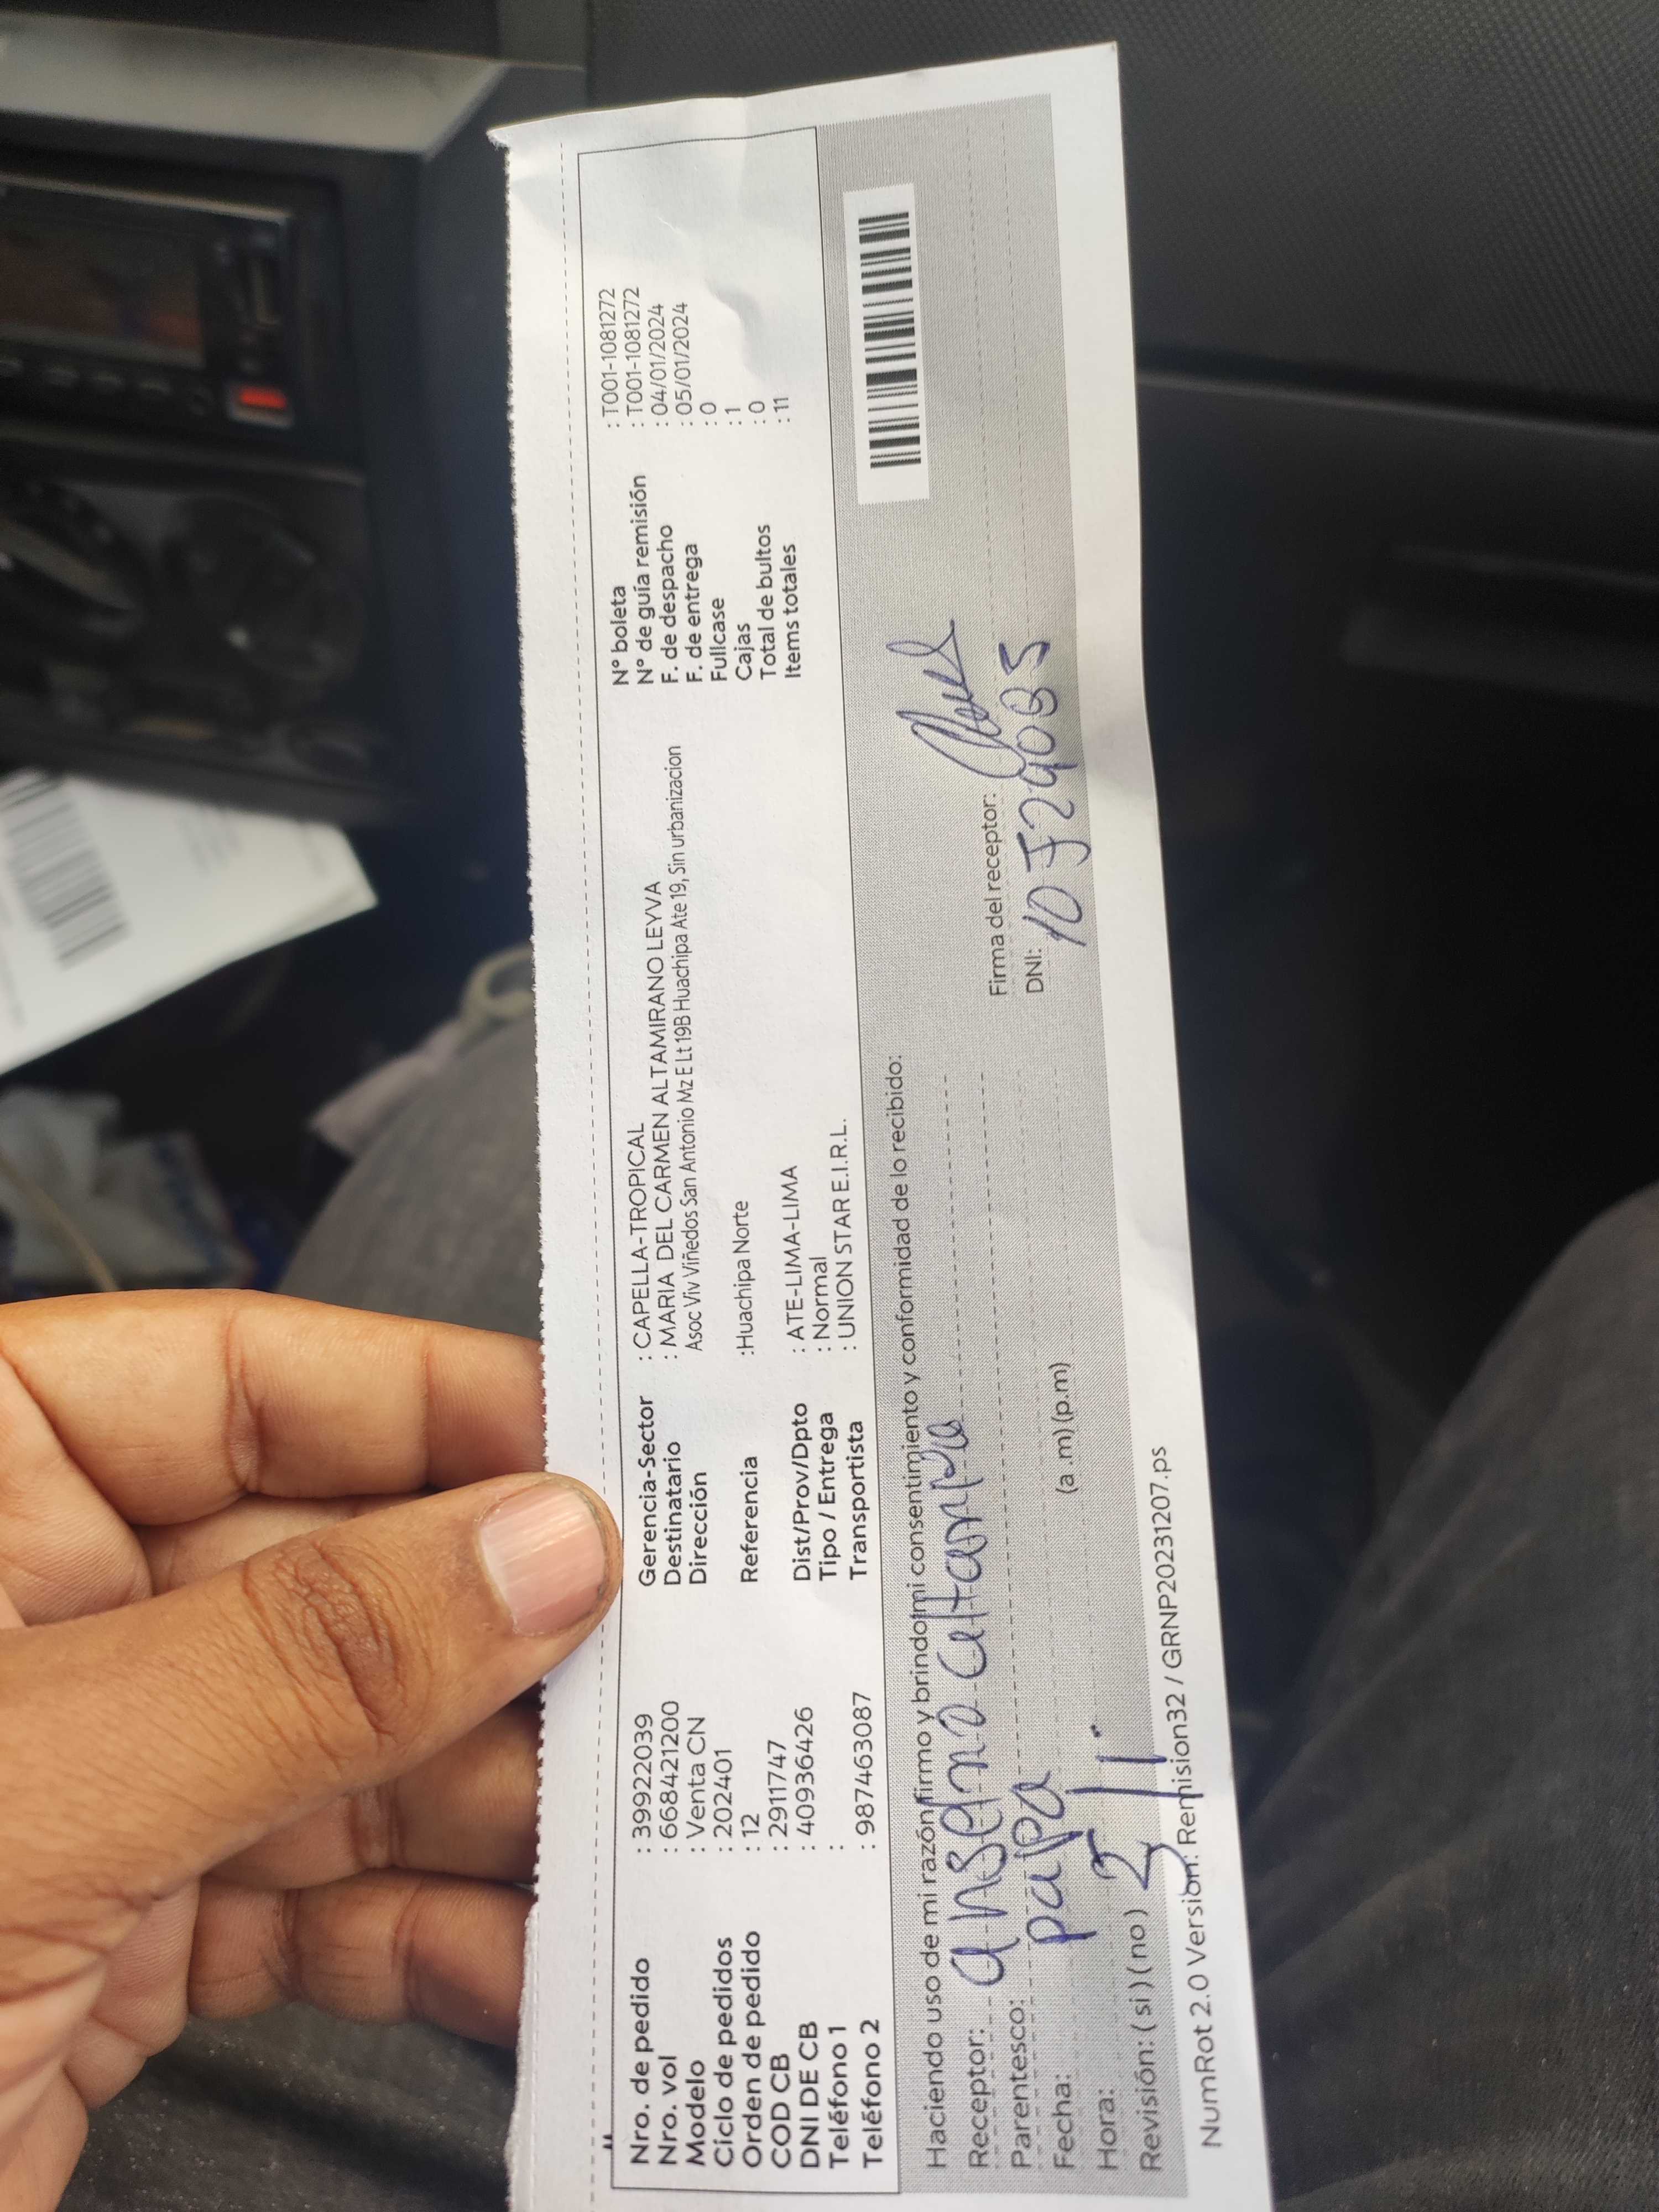 Nro. de pedido : 39922039
Nro. vol : 668421200
Modelo : Venta CN
Ciclo de pedidos : 202401
Orden de pedido : 12
COD CB : 2911747
DNI DE CB : 40936426
Teléfono 1 :
Teléfono 2 : 987463087
Gerencia-Sector : CAPELLA-TROPICAL
Destinatario : MARIA DEL CARMEN ALTAMIRANO LEYVA
Dirección Asoc Viv Viñedos San Antonio Mz E Lt 19B Huachipa Ate 19, Sin urbanizacion
Referencia :Huachipa Norte
Dist/Prov/Dpto : ATE-LIMA-LIMA
Tipo / Entrega : Normal
Transportista : UNION STAR E.I.R.L.
N° boleta : T001-1081272
N° de guía remisión : T001-1081272
F. de despacho : 04/01/2024
F. de entrega : 05/01/2024
Fullcase : 0
Cajas : 1
Total de bultos : 0
Items totales : 11
Haciendo uso de mi razón firmo y brindo mi consentimiento y conformidad de lo recibido:
Receptor: anselmo
Parentesco: papa
Fecha:
Hora: (a .m) (p.m)
Revisión: ( si ) ( no )
Firma del receptor:
DNI:
NumRot 2.0 Versión: Remision32 / GRNP20231207.ps